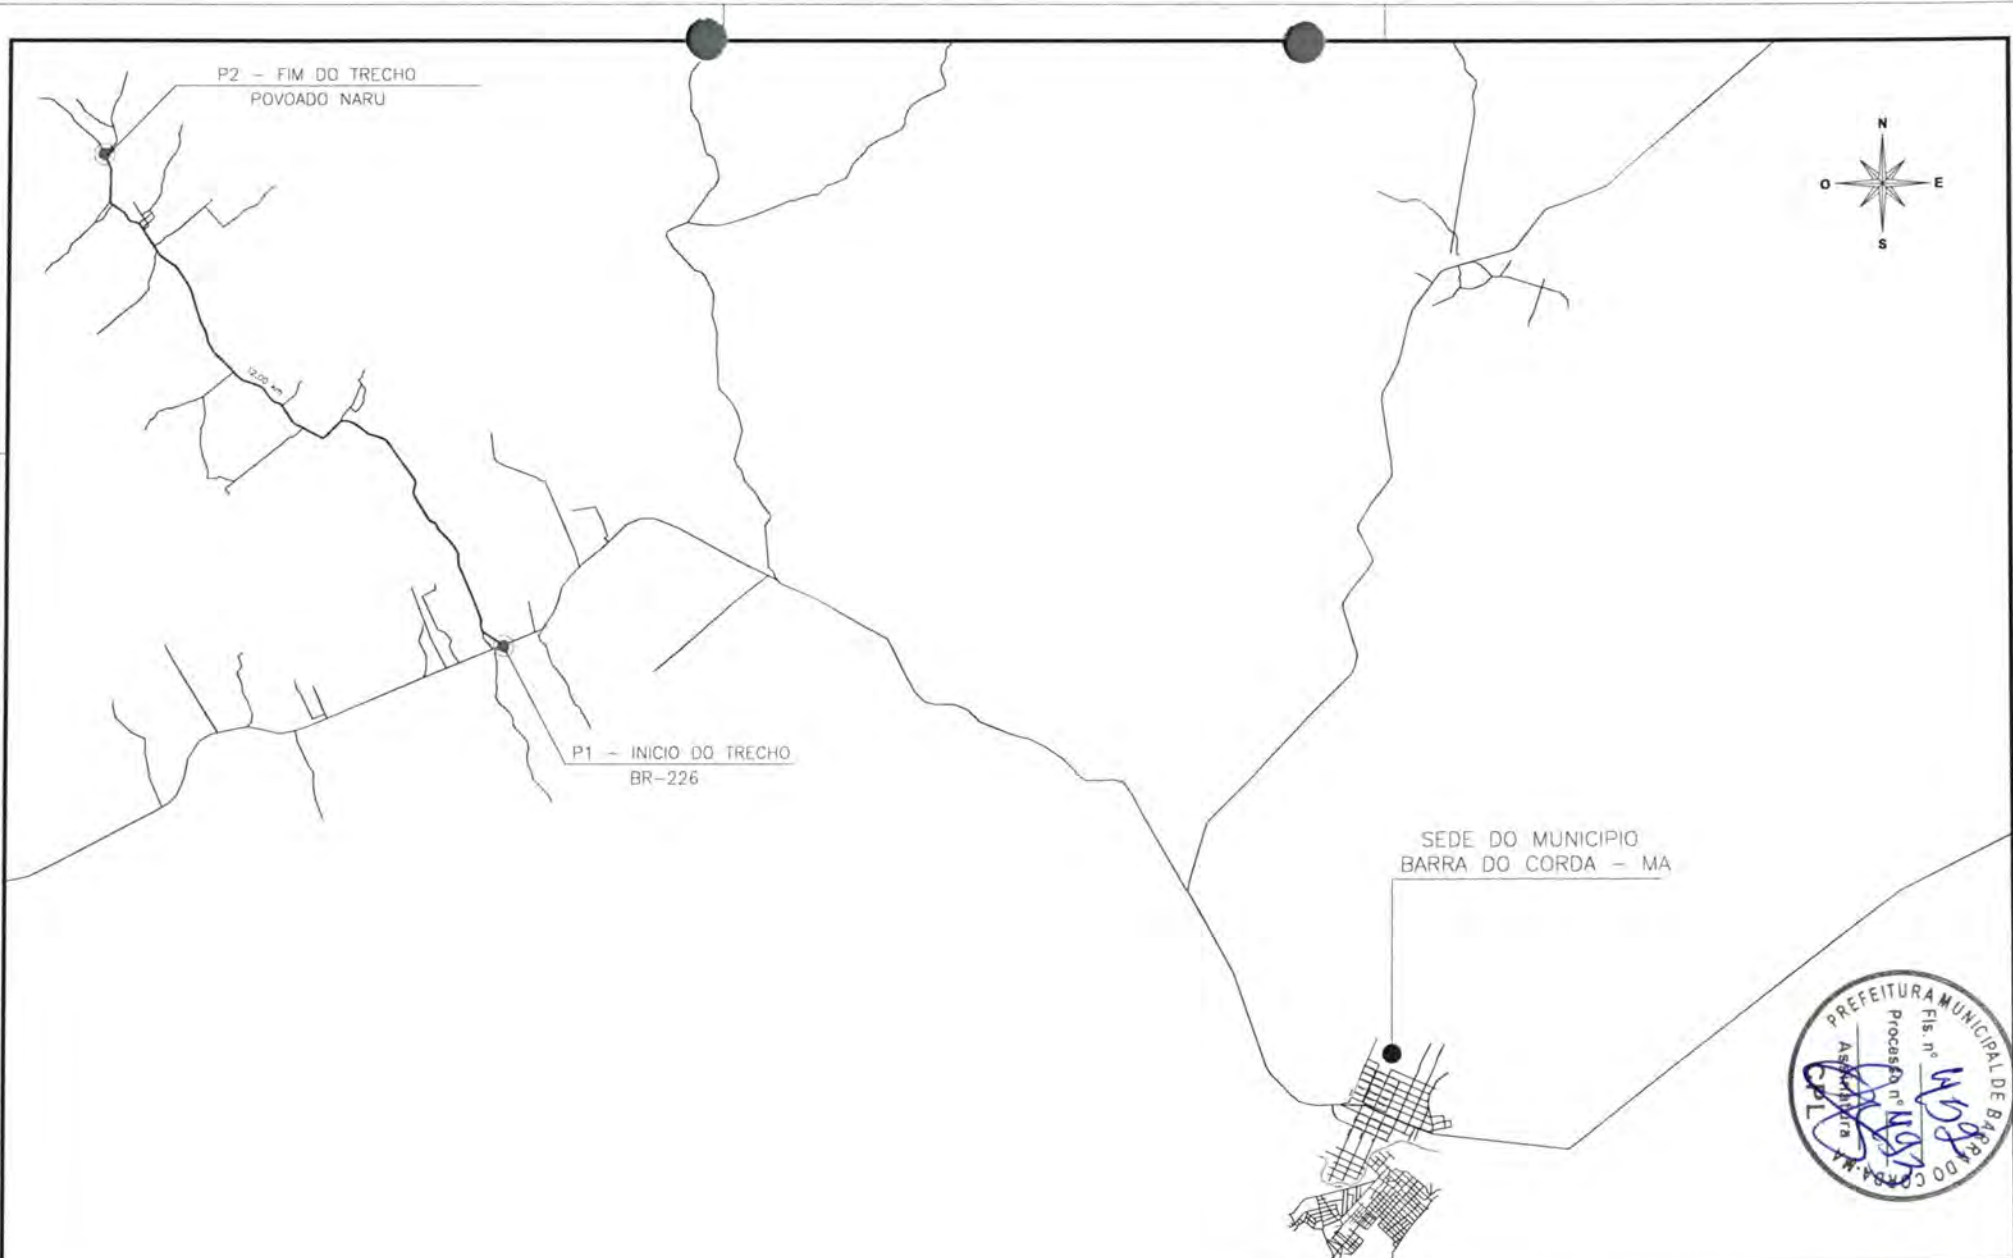 P2 - FIM DO TRECHO
POVOADO NARU
N
O
E
S
12.00 km
P1 - INICIO DO TRECHO
BR-226
SEDE DO MUNICIPIO
BARRA DO CORDA - MA
PREFEITURA MUNICIPAL DE BARRA DO CORDA-MA
Fls. nº
Processo nº
Assinatura
CPL